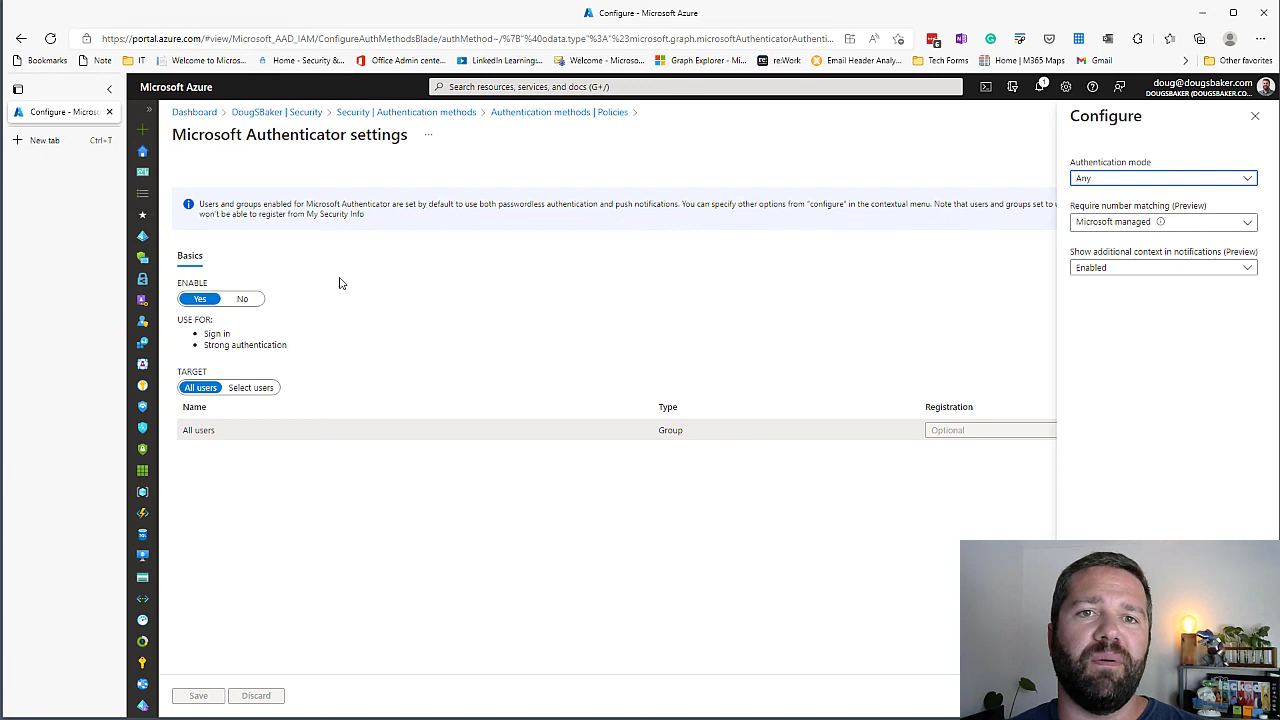 Configure - Microsoft Azure
https://portal.azure.com/#view/Microsoft_AAD_IAM/ConfigureAuthMethodsBlade/authMethod~/%7B"%40odata.type"%3A"%23microsoft.graph.microsoftAuthenticatorAuthenti...
Bookmarks
Note
IT
Welcome to Micros...
Home - Security &...
Office Admin cente...
LinkedIn Learning:...
Welcome - Microso...
Graph Explorer - Mi...
re:Work
Email Header Analy...
Tech Forms
Home | M365 Maps
Gmail
Other favorites
Configure - Micros
New tab
Ctrl+T
Microsoft Azure
Search resources, services, and docs (G+/)
1
doug@dougsbaker.com
DOUGSBAKER (DOUGSBAKER.CO...
Dashboard > DougSBaker | Security > Security | Authentication methods > Authentication methods | Policies >
Microsoft Authenticator settings ...
Users and groups enabled for Microsoft Authenticator are set by default to use both passwordless authentication and push notifications. You can specify other options from "configure" in the contextual menu. Note that users and groups set to
won't be able to register from My Security Info
Basics
ENABLE
Yes No
USE FOR:
• Sign in
• Strong authentication
TARGET
All users Select users
Name Type Registration
All users Group Optional
Save Discard
Configure
Authentication mode
Any
Require number matching (Preview)
Microsoft managed
Show additional context in notifications (Preview)
Enabled